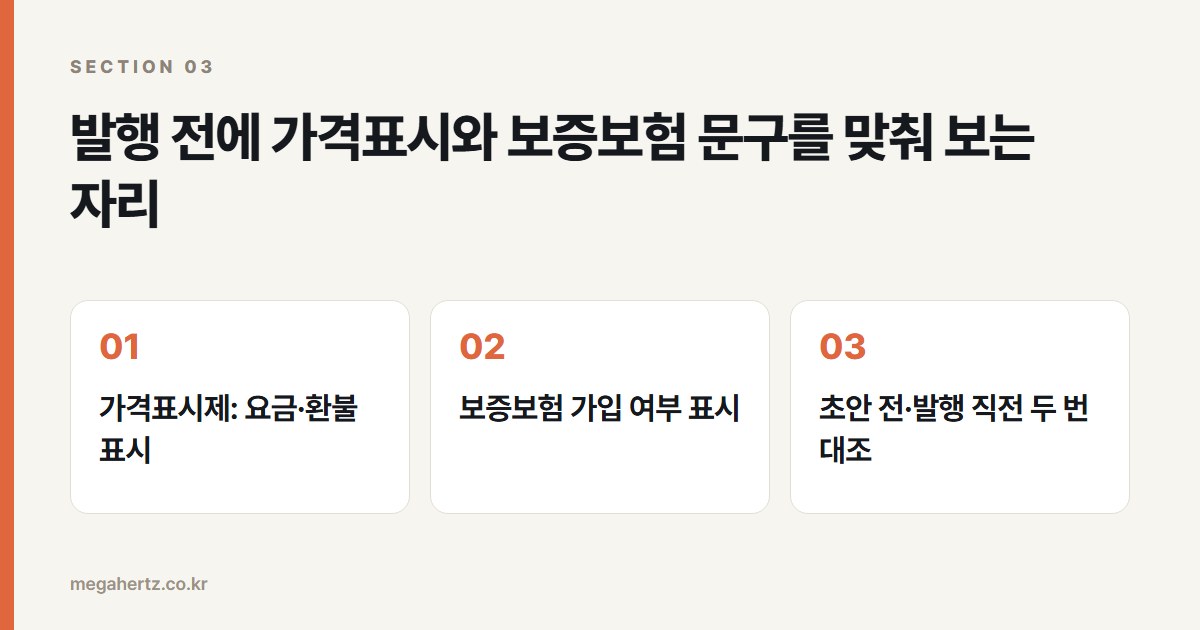 SECTION 03
발행 전에 가격표시와 보증보험 문구를 맞춰 보는
자리
01
가격표시제: 요금·환불
표시
02
보증보험 가입 여부 표시
03
초안 전·발행 직전 두 번
대조
megahertz.co.kr